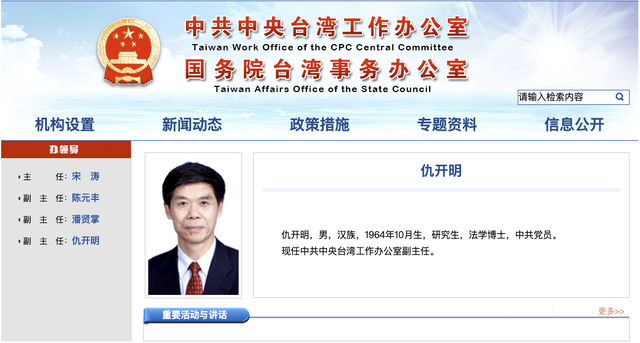 中共中央台湾工作办公室
Taiwan Work Office of the CPC Central Committee
国务院台湾事务办公室
Taiwan Affairs Office of the State Council
请输入检索内容
机构设置 新闻动态 政策措施 专题资料 信息公开
办领导
主 任：宋 涛
副 主 任：陈元丰
副 主 任：潘贤掌
副 主 任：仇开明
仇开明
仇开明，男，汉族，1964年10月生，研究生，法学博士，中共党员。
现任中共中央台湾工作办公室副主任。
重要活动与讲话
更多>>